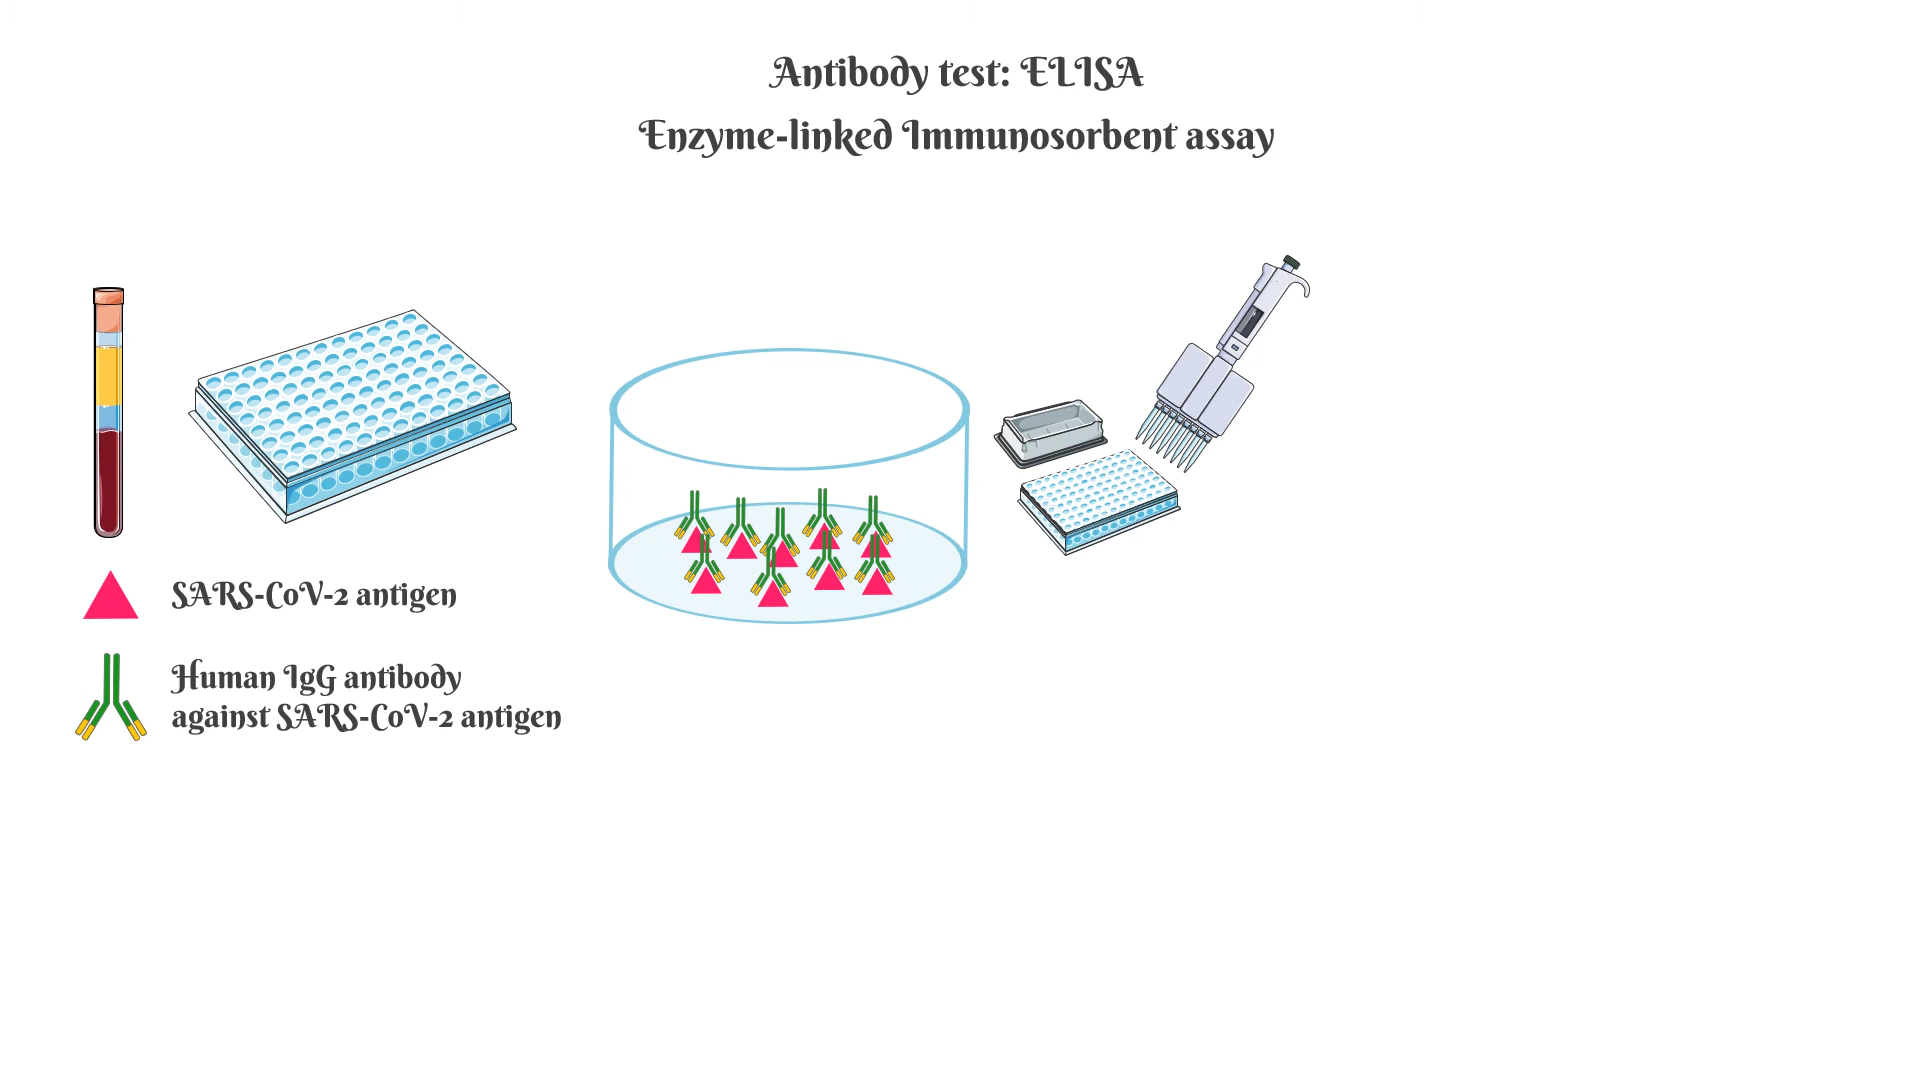 Antibody test: ELISA
Enzyme-linked Immunosorbent assay
SARS-CoV-2 antigen
Human IgG antibody
against SARS-CoV-2 antigen